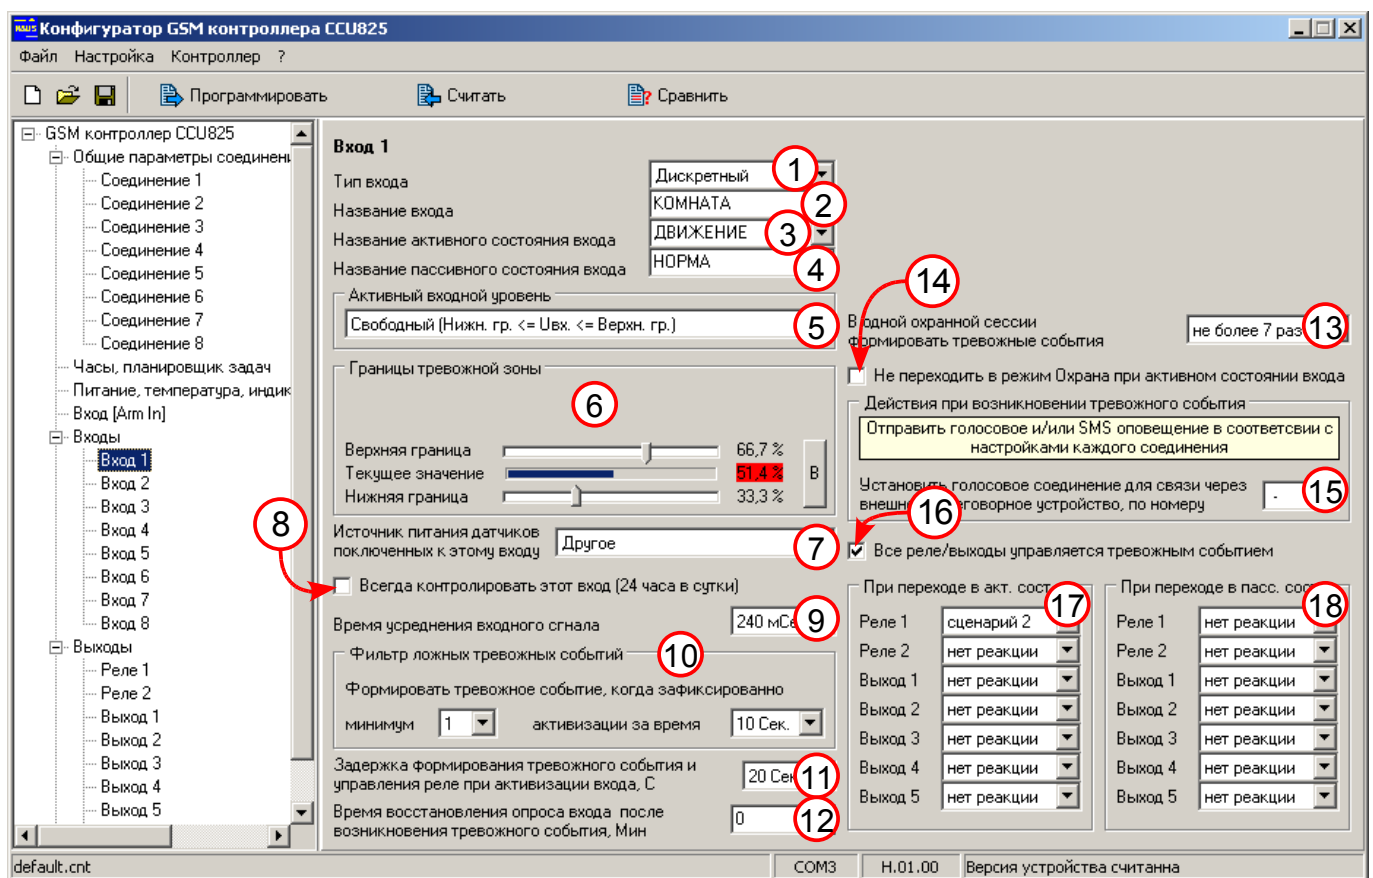 Конфигуратор GSM контроллера CCU825
Файл Настройка Контроллер ?
Программировать Считать Сравнить
GSM контроллер CCU825
Общие параметры соединени
Соединение 1
Соединение 2
Соединение 3
Соединение 4
Соединение 5
Соединение 6
Соединение 7
Соединение 8
Часы, планировщик задач
Питание, температура, индик
Вход [Arm In]
Входы
Вход 1
Вход 2
Вход 3
Вход 4
Вход 5
Вход 6
Вход 7
Вход 8
Выходы
Реле 1
Реле 2
Выход 1
Выход 2
Выход 3
Выход 4
Выход 5
Вход 1
Тип входа Дискретный 1
Название входа КОМНАТА 2
Название активного состояния входа ДВИЖЕНИЕ 3
Название пассивного состояния входа НОРМА 4
Активный входной уровень
Свободный (Нижн. гр. <= Uвх. <= Верхн. гр.) 5
Границы тревожной зоны
6
Верхняя граница 66,7 %
Текущее значение 51,4 % В
Нижняя граница 33,3 %
8
Источник питания датчиков
поключенных к этому входу Другое 7
Всегда контролировать этот вход (24 часа в сутки)
Время усреднения входного сгнала 240 мСе 9
Фильтр ложных тревожных событий 10
Формировать тревожное событие, когда зафиксированно
минимум 1 активизации за время 10 Сек.
Задержка формирования тревожного события и
управления реле при активизации входа, С 20 Сек 11
Время восстановления опроса входа после
возникновения тревожного события, Мин 0 12
14
В одной охранной сессии
формировать тревожные события не более 7 раз 13
Не переходить в режим Охрана при активном состоянии входа
Действия при возникновении тревожного события
Отправить голосовое и/или SMS оповещение в соответсвии с
настройками каждого соединения
Установить голосовое соединение для связи через
внешнее переговорное устройство, по номеру - 15
16
Все реле/выходы управляется тревожным событием
При переходе в акт. сост 17
Реле 1 сценарий 2
Реле 2 нет реакции
Выход 1 нет реакции
Выход 2 нет реакции
Выход 3 нет реакции
Выход 4 нет реакции
Выход 5 нет реакции
При переходе в пасс. сос 18
Реле 1 нет реакции
Реле 2 нет реакции
Выход 1 нет реакции
Выход 2 нет реакции
Выход 3 нет реакции
Выход 4 нет реакции
Выход 5 нет реакции
default.cnt COM3 H.01.00 Версия устройства считанна